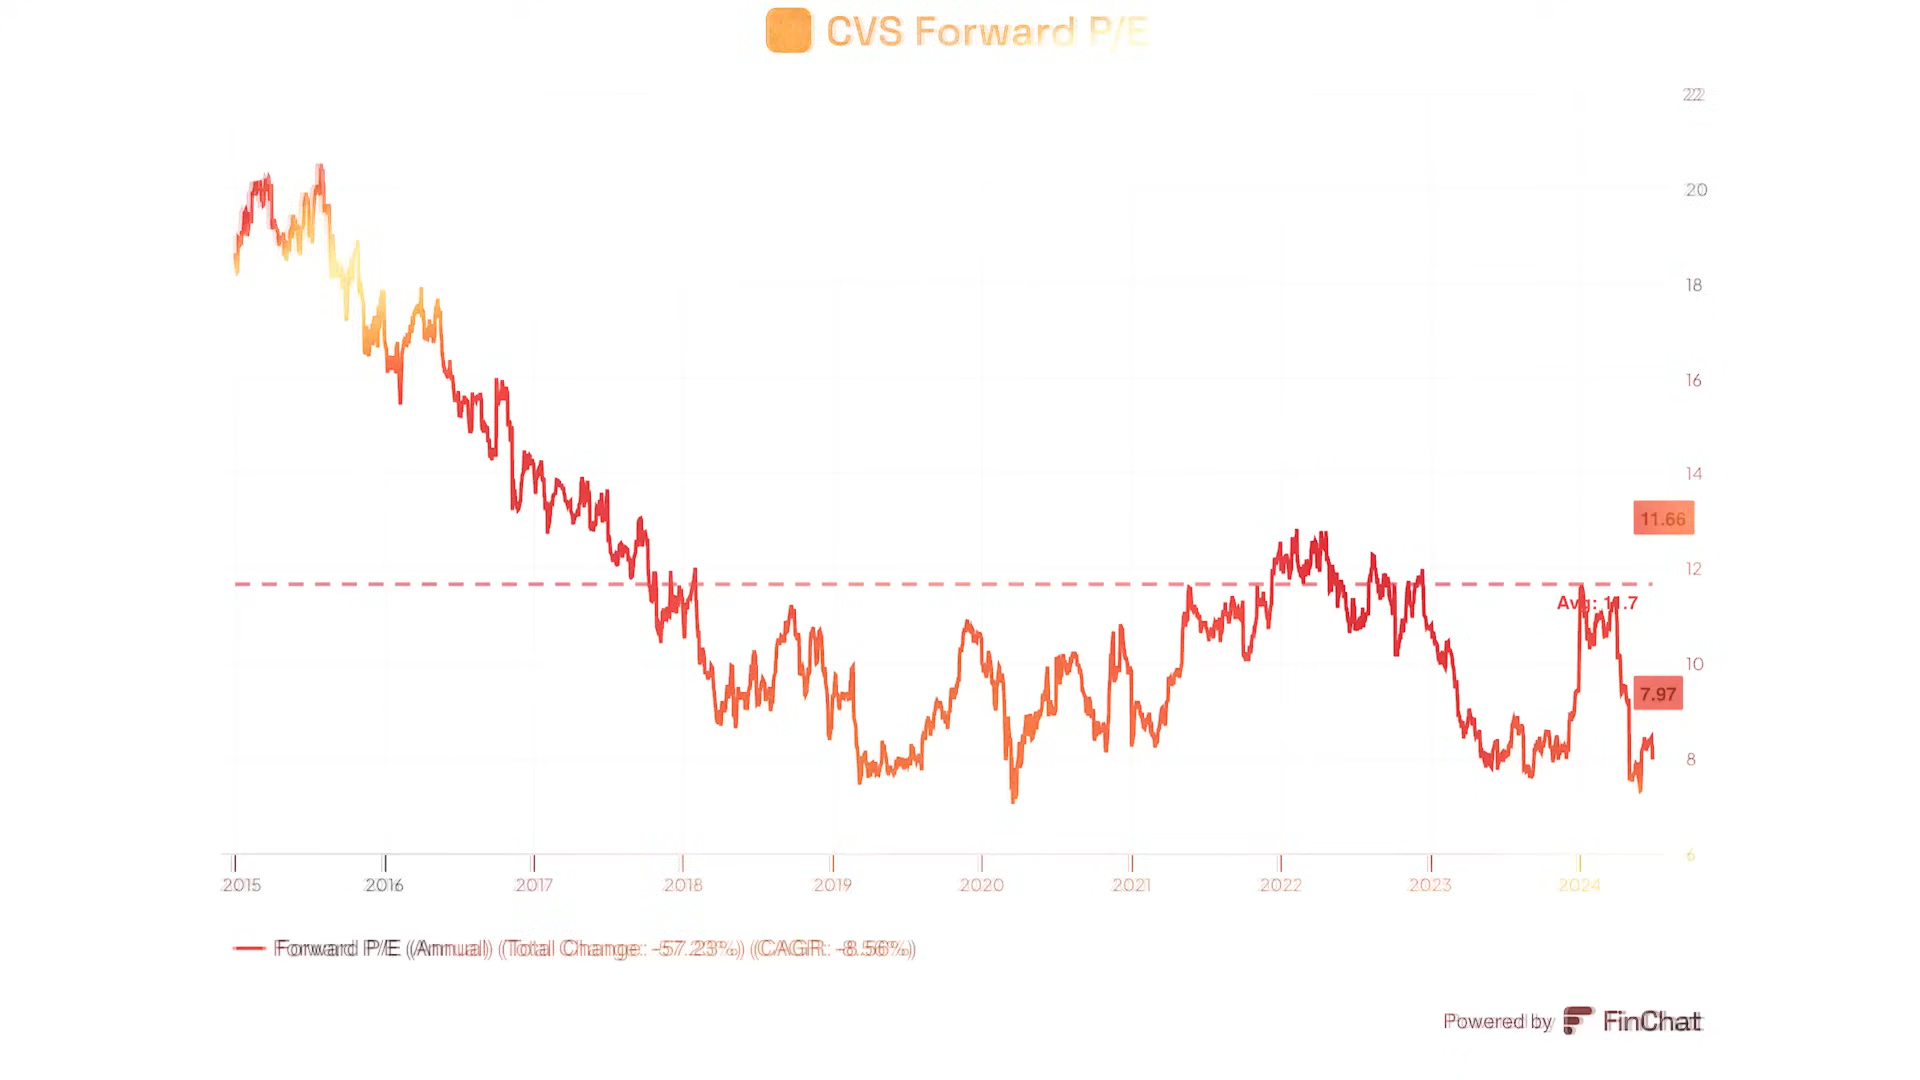 CVS Forward P/E
22
20
18
16
14
11.66
12
Avg: 11.7
10
7.97
8
6
2015 2016 2017 2018 2019 2020 2021 2022 2023 2024
Forward P/E (Annual) (Total Change: -57.23%) (CAGR: -8.56%)
Powered by FinChat